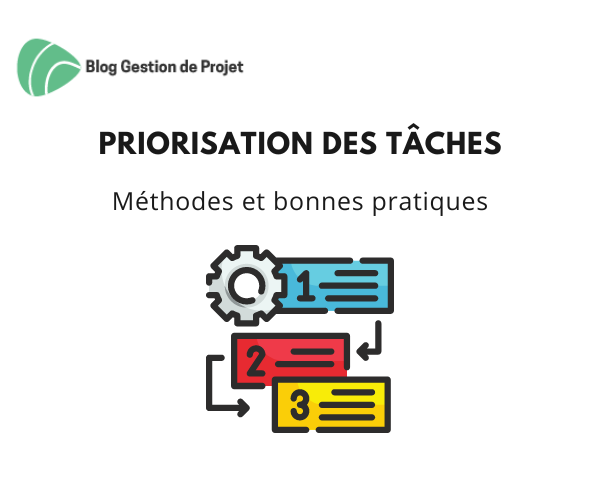 Blog Gestion de Projet
PRIORISATION DES TÂCHES
Méthodes et bonnes pratiques
1
2
3